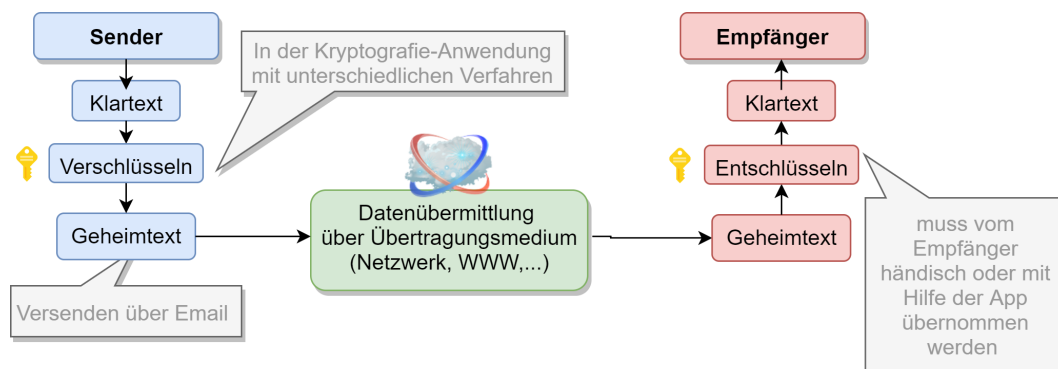 Sender
In der Kryptografie-Anwendung
mit unterschiedlichen Verfahren
Klartext
Verschlüsseln
Geheimtext
Versenden über Email
Datenübermittlung
über Übertragungsmedium
(Netzwerk, WWW,...)
Empfänger
Klartext
Entschlüsseln
Geheimtext
muss vom
Empfänger
händisch oder mit
Hilfe der App
übernommen
werden